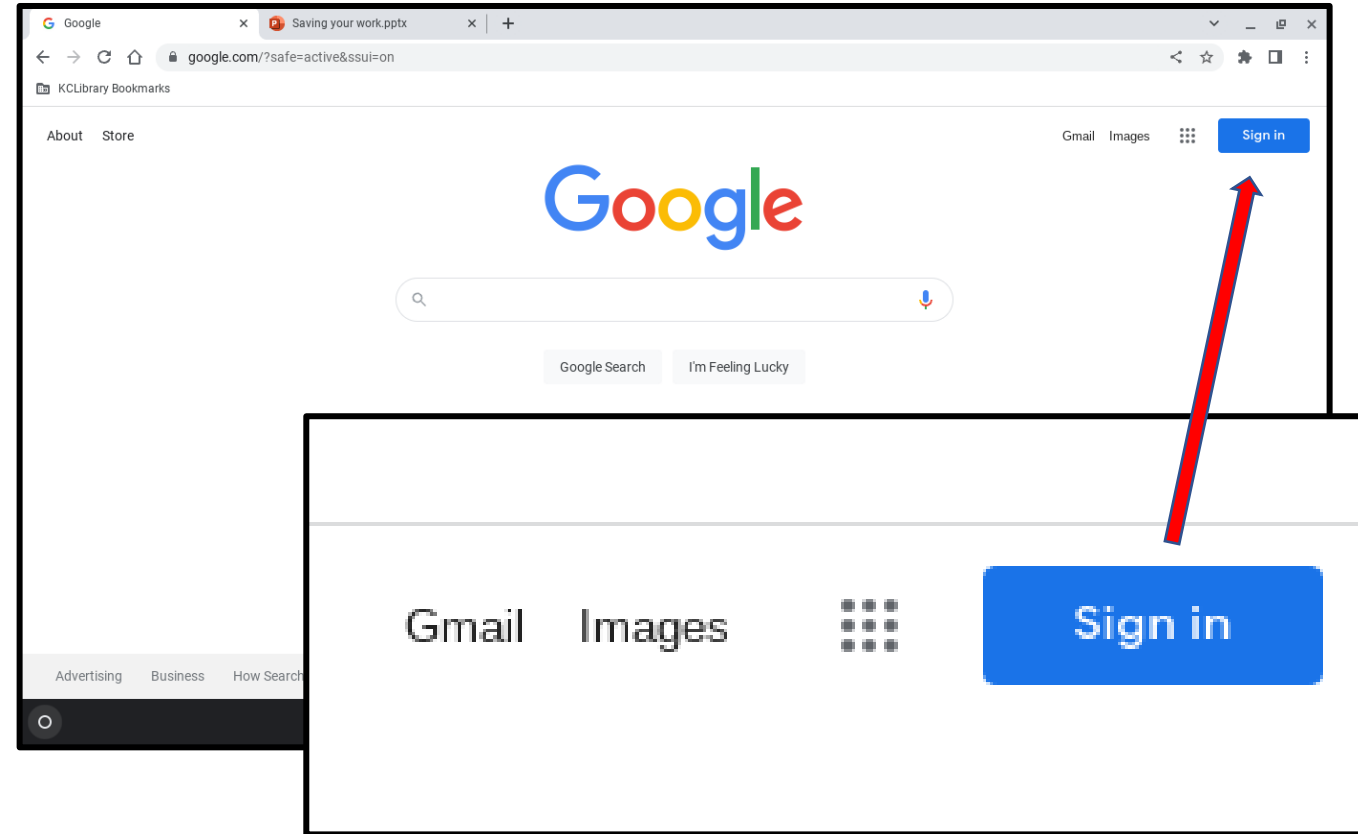 Google
Saving your work.pptx
google.com/?safe=active&ssui=on
KCLibrary Bookmarks
About Store
Gmail Images
Sign in
Google
Google Search
I'm Feeling Lucky
Gmail Images
Sign in
Advertising Business How Search